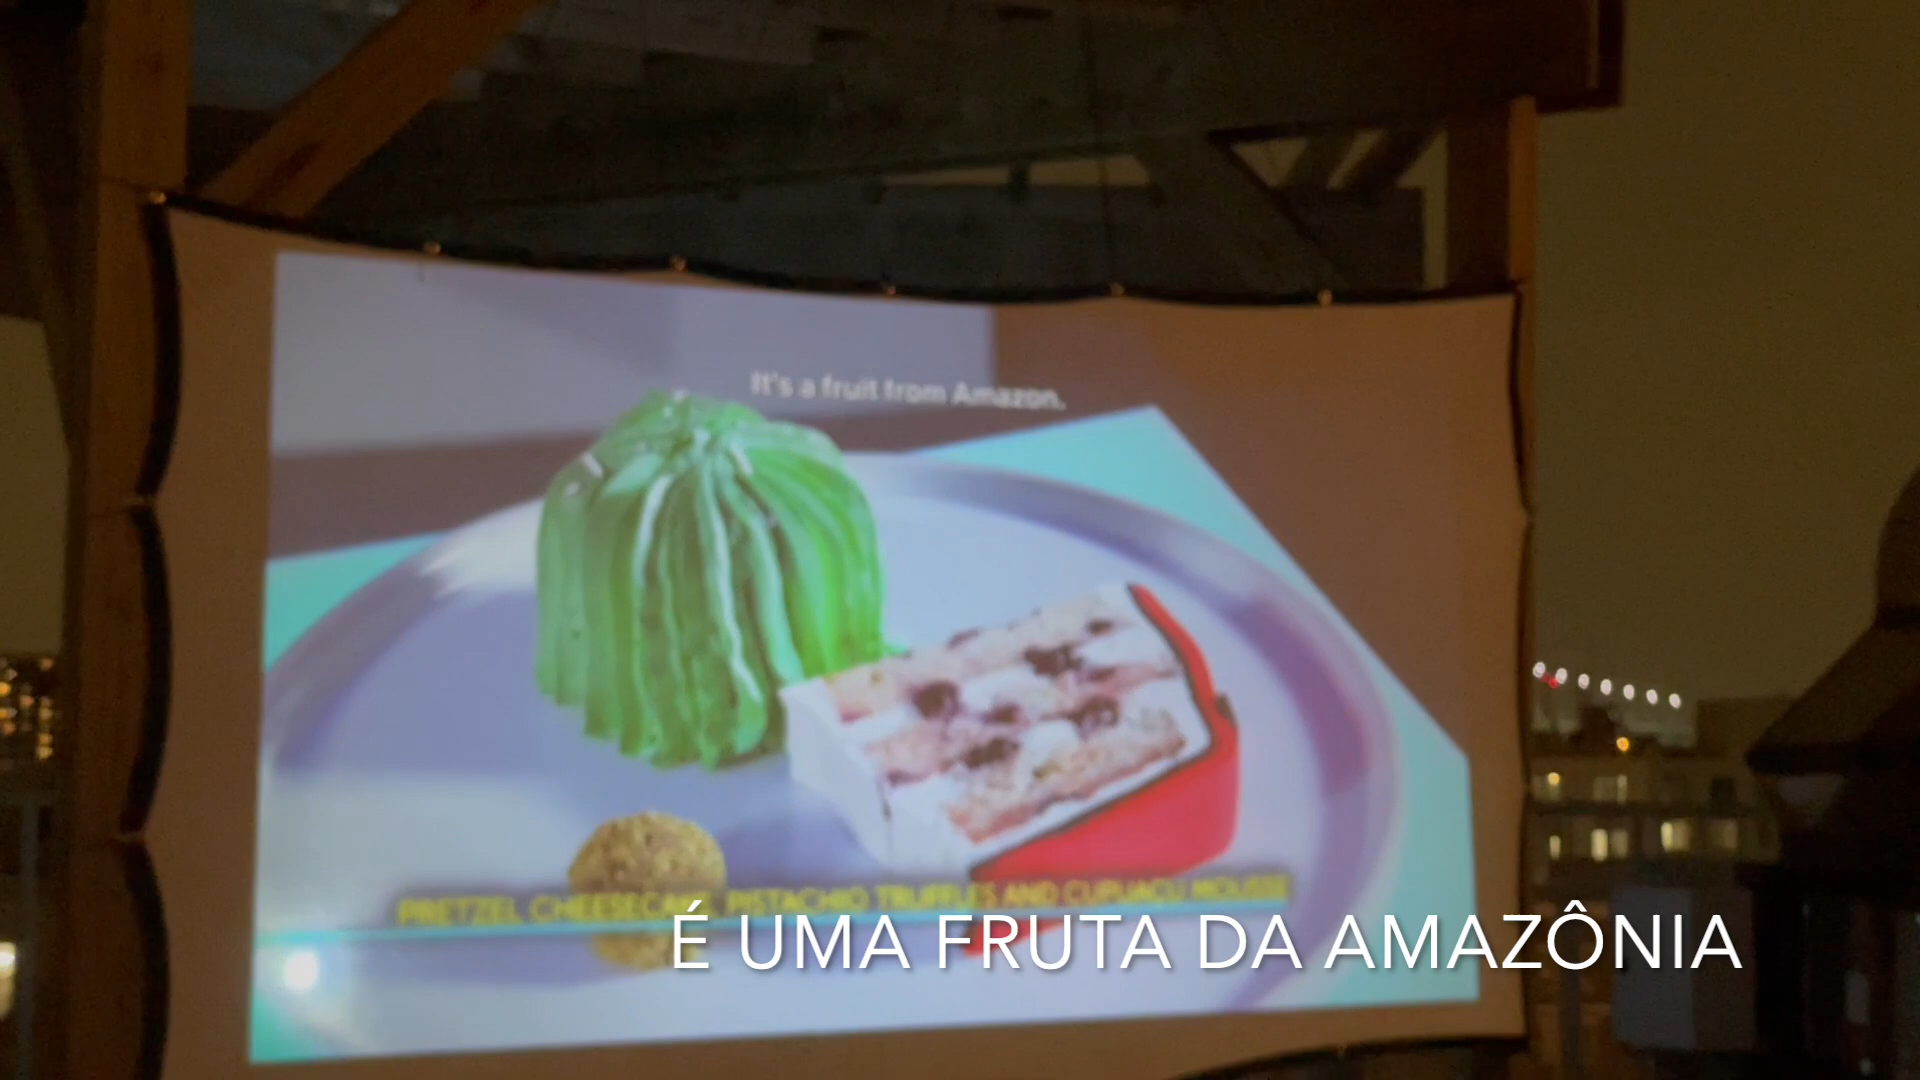 It's a fruit from Amazon.
PRETZEL CHEESECAKE, PISTACHIO TRUFFLES AND CUPUACU MOUSSE
É UMA FRUTA DA AMAZÔNIA